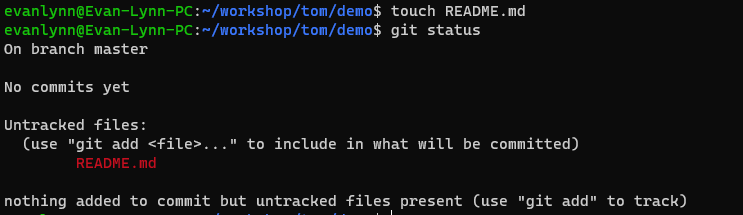 evanlynn@Evan-Lynn-PC:~/workshop/tom/demo$ touch README.md
evanlynn@Evan-Lynn-PC:~/workshop/tom/demo$ git status
On branch master
No commits yet
Untracked files:
(use "git add <file>..." to include in what will be committed)
README.md
nothing added to commit but untracked files present (use "git add" to track)